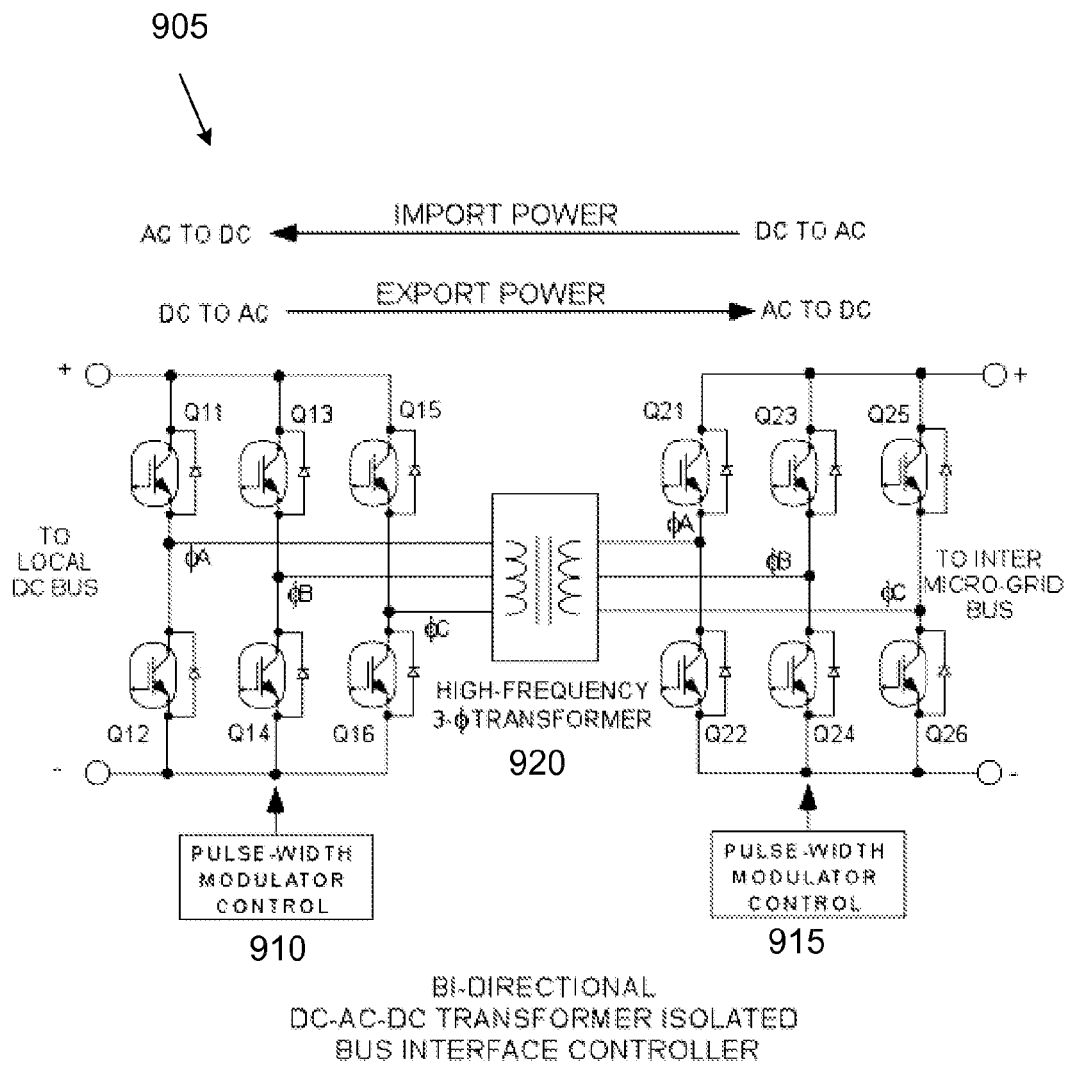 905
AC TO DC
IMPORT POWER
DC TO AC
DC TO AC
EXPORT POWER
AC TO DC
+
+
Q11
Q13
Q15
Q21
Q23
Q25
TO
LOCAL
DC BUS
ϕA
ϕB
ϕC
ϕA
ϕB
ϕC
TO INTER
MICRO-GRID
BUS
Q12
Q14
Q16
HIGH-FREQUENCY
3-ϕ TRANSFORMER
920
Q22
Q24
Q26
-
-
PULSE-WIDTH
MODULATOR
CONTROL
910
PULSE-WIDTH
MODULATOR
CONTROL
915
BI-DIRECTIONAL
DC-AC-DC TRANSFORMER ISOLATED
BUS INTERFACE CONTROLLER